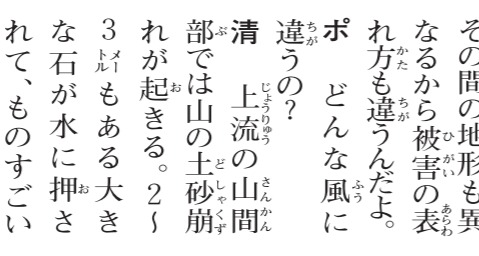 その間の地形も異
なるから被害の表
れ方も違うんだよ。
ポ　どんな風に
違うの？
清　上流の山間
部では山の土砂崩
れが起きる。2〜
3メートルもある大き
な石が水に押さ
れて、ものすごい